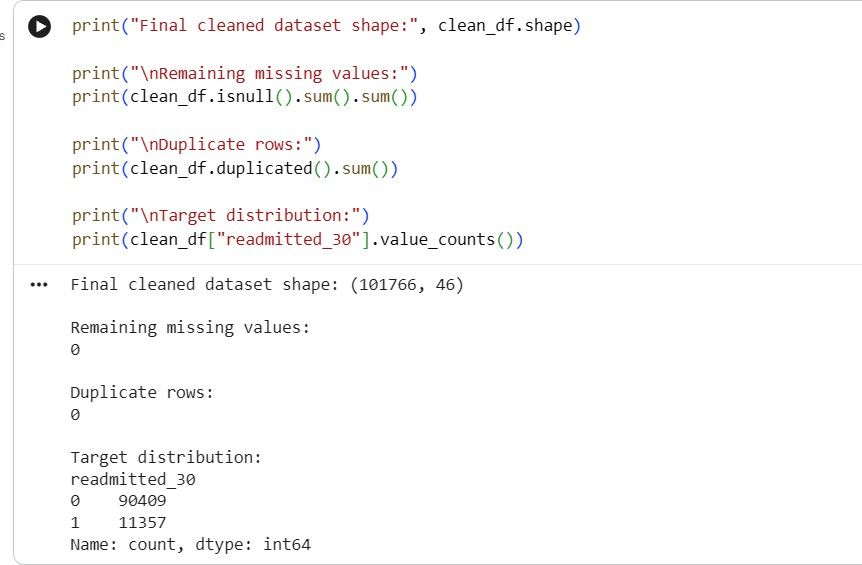 s
print("Final cleaned dataset shape:", clean_df.shape)
print("\nRemaining missing values:")
print(clean_df.isnull().sum().sum())
print("\nDuplicate rows:")
print(clean_df.duplicated().sum())
print("\nTarget distribution:")
print(clean_df["readmitted_30"].value_counts())
Final cleaned dataset shape: (101766, 46)
Remaining missing values:
0
Duplicate rows:
0
Target distribution:
readmitted_30
0    90409
1    11357
Name: count, dtype: int64